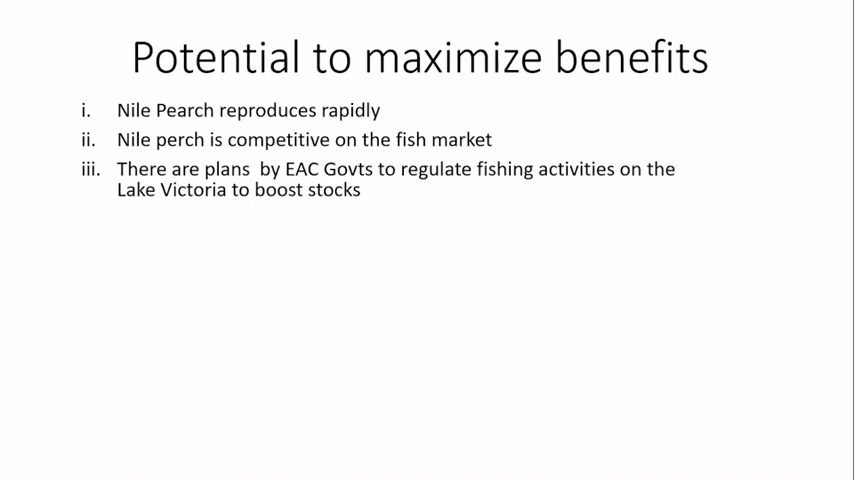 Potential to maximize benefits
i. Nile Pearch reproduces rapidly
ii. Nile perch is competitive on the fish market
iii. There are plans  by EAC Govts to regulate fishing activities on the
Lake Victoria to boost stocks